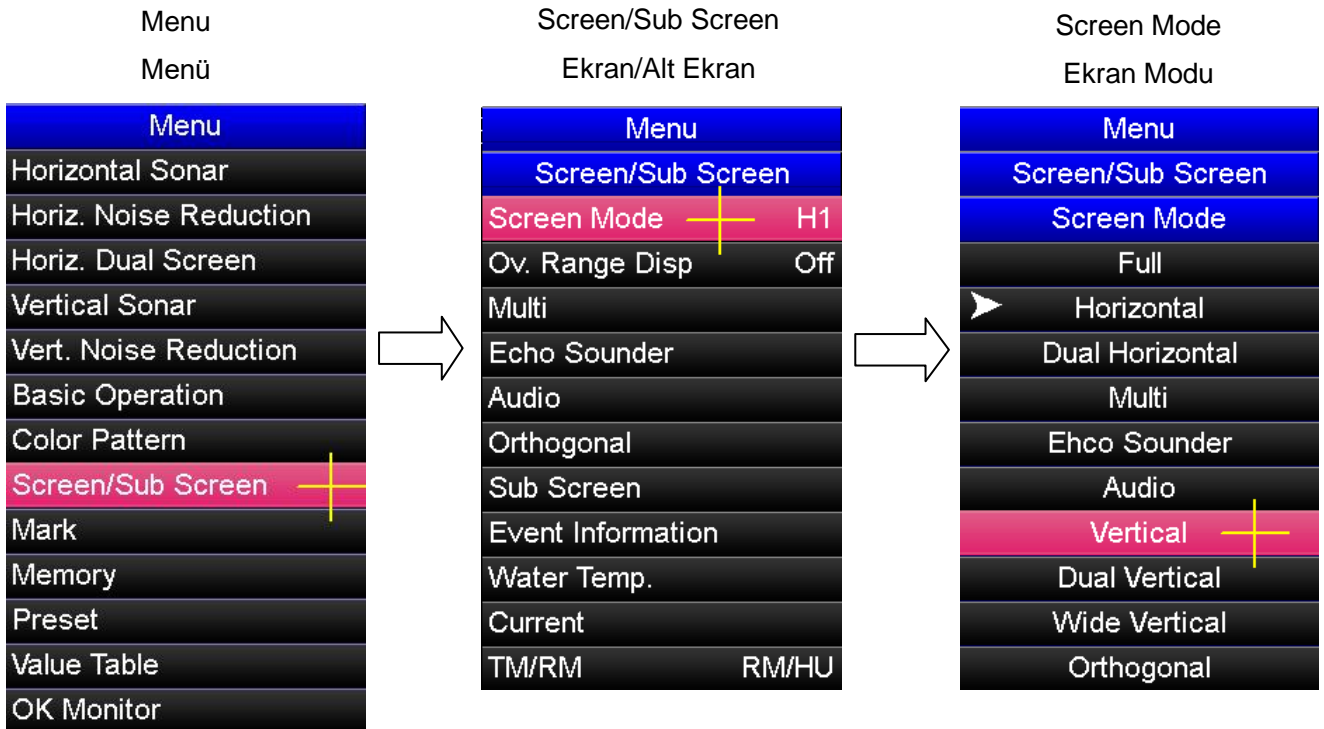 Menu
Menü
Menu
Horizontal Sonar
Horiz. Noise Reduction
Horiz. Dual Screen
Vertical Sonar
Vert. Noise Reduction
Basic Operation
Color Pattern
Screen/Sub Screen
Mark
Memory
Preset
Value Table
OK Monitor
Screen/Sub Screen
Ekran/Alt Ekran
Menu
Screen/Sub Screen
Screen Mode H1
Ov. Range Disp Off
Multi
Echo Sounder
Audio
Orthogonal
Sub Screen
Event Information
Water Temp.
Current
TM/RM RM/HU
Screen Mode
Ekran Modu
Menu
Screen/Sub Screen
Screen Mode
Full
Horizontal
Dual Horizontal
Multi
Ehco Sounder
Audio
Vertical
Dual Vertical
Wide Vertical
Orthogonal